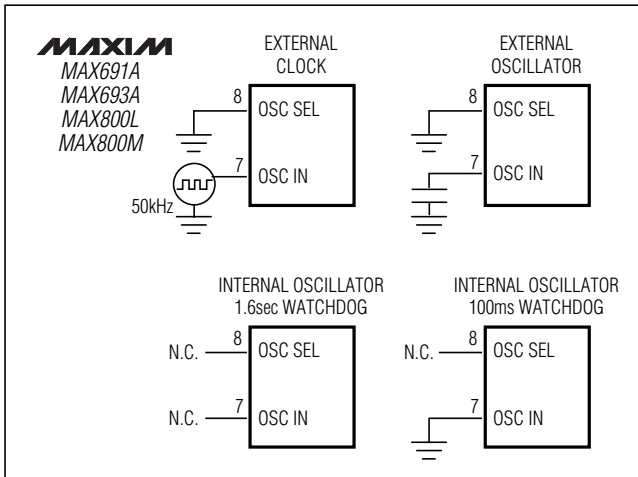 MAXIM
MAX691A
MAX693A
MAX800L
MAX800M
EXTERNAL
CLOCK
8
OSC SEL
7
OSC IN
50kHz
EXTERNAL
OSCILLATOR
8
OSC SEL
7
OSC IN
INTERNAL OSCILLATOR
1.6sec WATCHDOG
N.C.
8
OSC SEL
N.C.
7
OSC IN
INTERNAL OSCILLATOR
100ms WATCHDOG
N.C.
8
OSC SEL
7
OSC IN